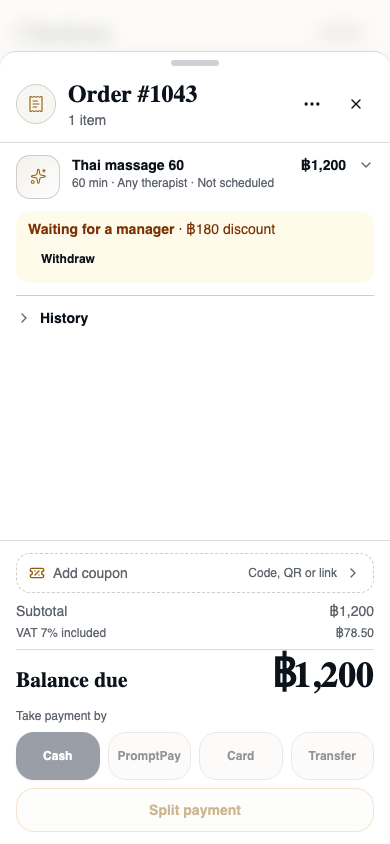 Order #1043
1 item
Thai massage 60 ฿1,200
60 min · Any therapist · Not scheduled
Waiting for a manager · ฿180 discount
Withdraw
History
Add coupon Code, QR or link
Subtotal ฿1,200
VAT 7% included ฿78.50
Balance due ฿1,200
Take payment by
Cash PromptPay Card Transfer
Split payment